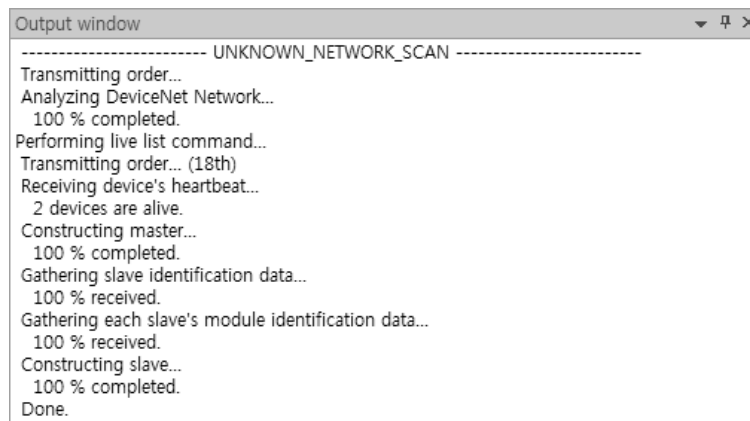 Output window
------------------------- UNKNOWN_NETWORK_SCAN -------------------------
Transmitting order...
Analyzing DeviceNet Network...
100 % completed.
Performing live list command...
Transmitting order... (18th)
Receiving device's heartbeat...
2 devices are alive.
Constructing master...
100 % completed.
Gathering slave identification data...
100 % received.
Gathering each slave's module identification data...
100 % received.
Constructing slave...
100 % completed.
Done.